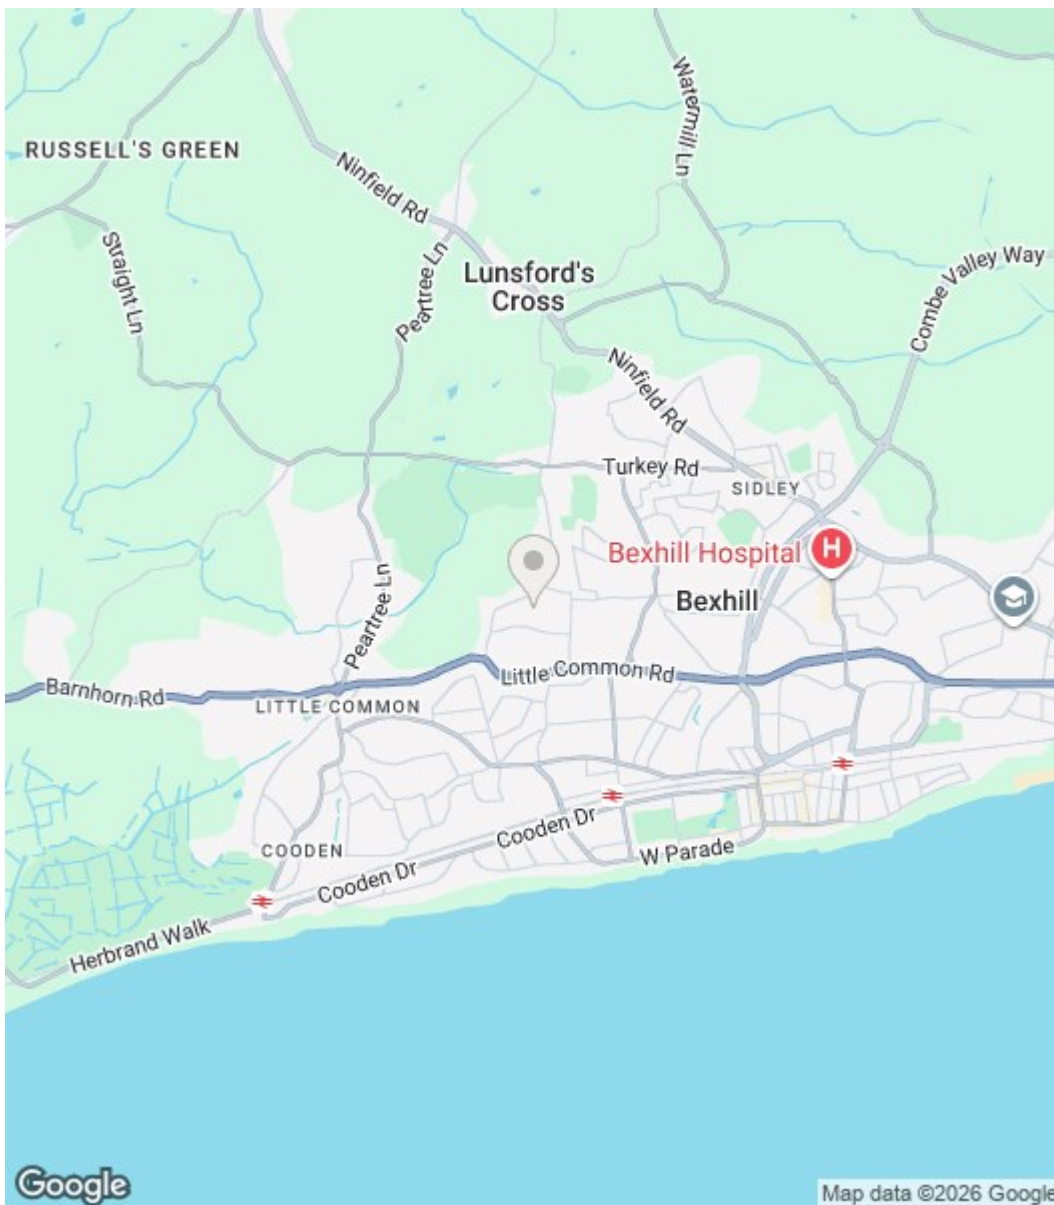 Watermill Ln
RUSSELL'S GREEN
Ninfield Rd
Straight Ln
Peartree Ln
Lunsford's
Cross
Combe Valley Way
Ninfield Rd
Turkey Rd
SIDLEY
Bexhill Hospital
H
Bexhill
Peartree Ln
Little Common Rd
Barnhorn Rd
LITTLE COMMON
Cooden Dr
COODEN
W Parade
Cooden Dr
Herbrand Walk
Google
Map data ©2026 Google